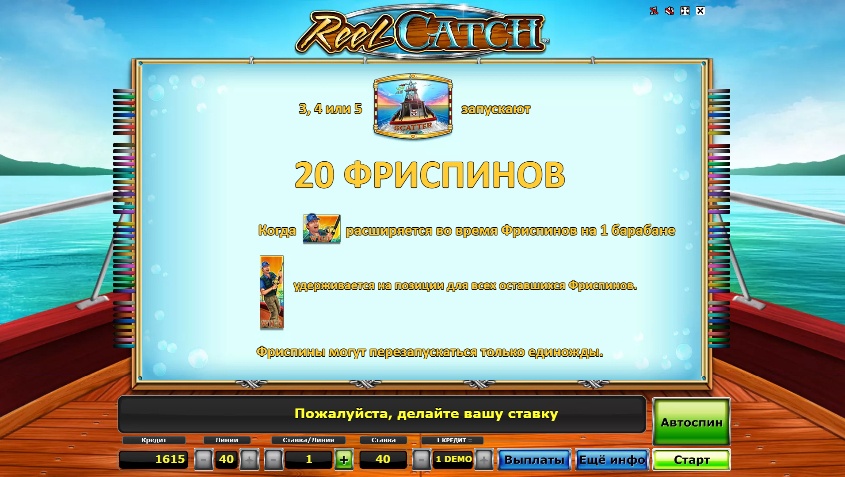 Reel CATCH
3, 4 или 5 SCATTER запускают
20 ФРИСПИНОВ
Когда расширяется во время Фриспинов на 1 барабане
удерживается на позиции для всех оставшихся Фриспинов.
Фриспины могут перезапускаться только единожды.
Пожалуйста, делайте вашу ставку
Автоспин
Кредит Линии Ставка/Линия Ставка 1 КРЕДИТ =
1615 - 40 + - 1 + 40 - 1 DEMO + Выплаты Ещё инфо Старт